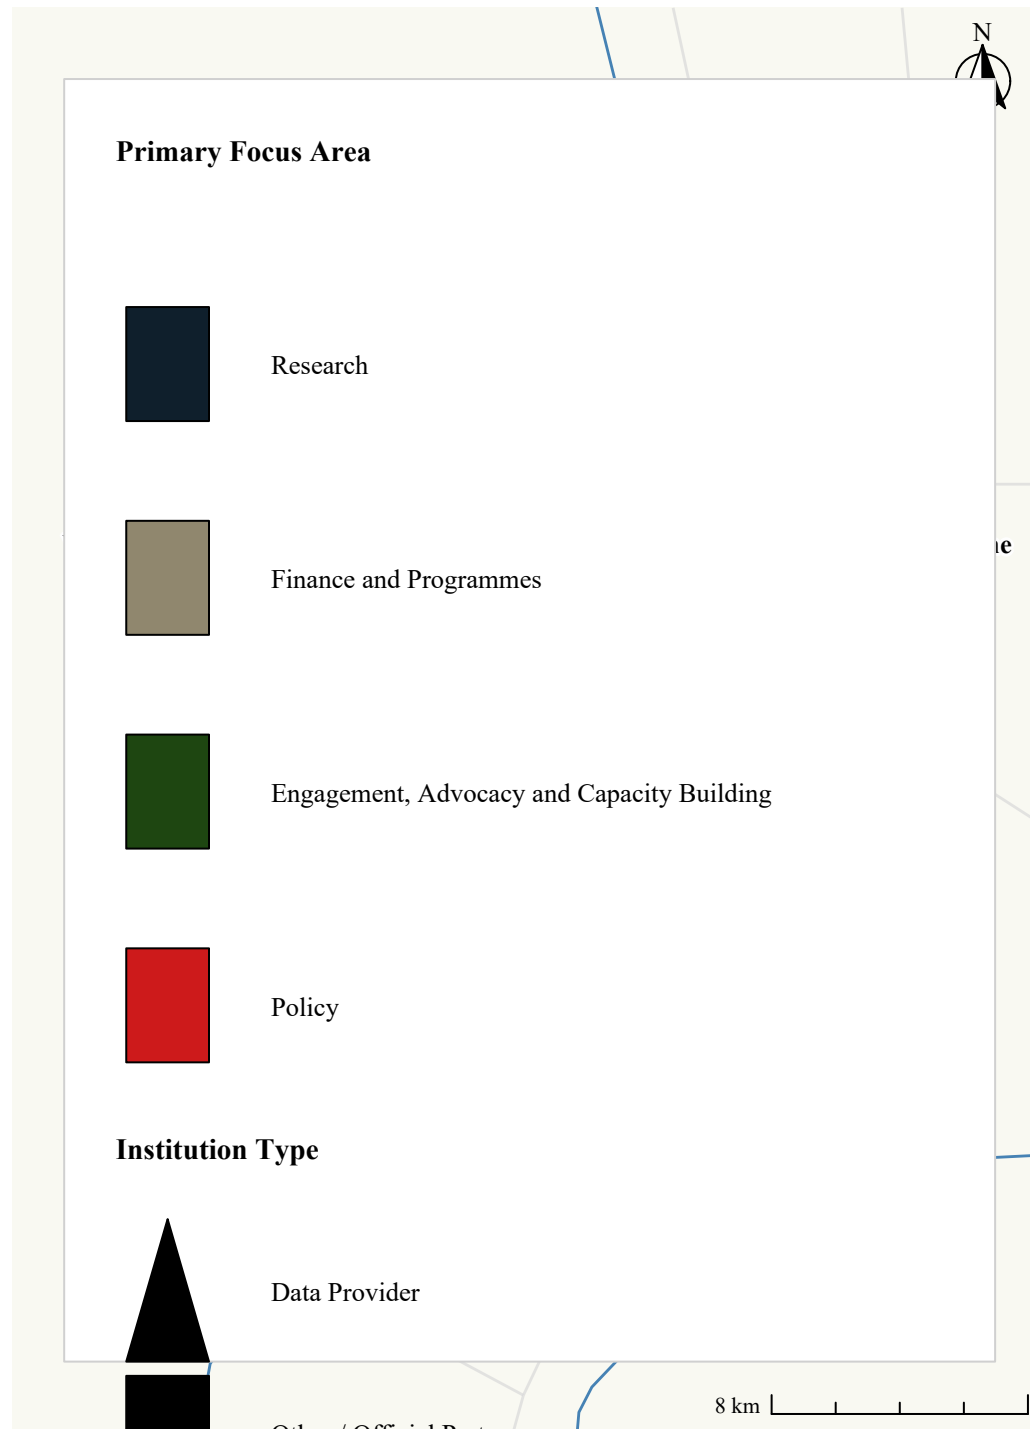 N
Primary Focus Area
Research
Finance and Programmes
Engagement, Advocacy and Capacity Building
Policy
Institution Type
Data Provider
8 km